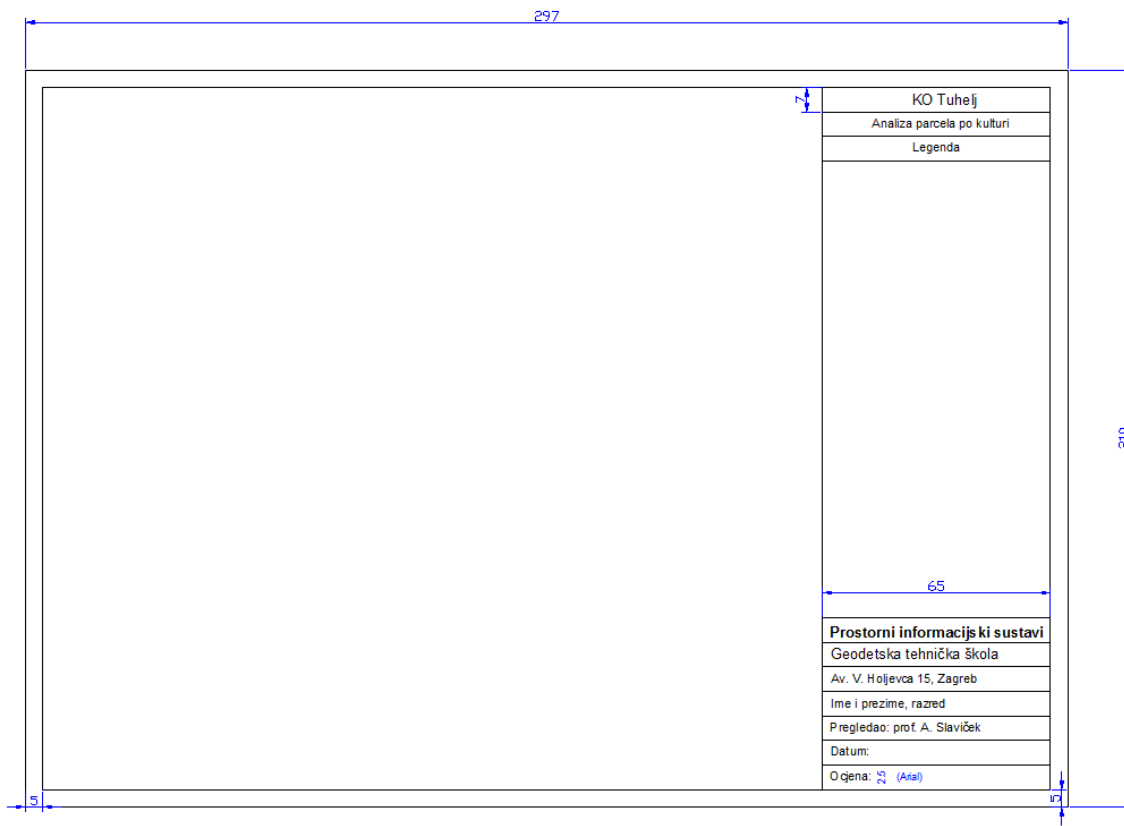 297
7
KO Tuhelj
Analiza parcela po kulturi
Legenda
65
Prostorni informacijski sustavi
Geodetska tehnička škola
Av. V. Holjevca 15, Zagreb
Ime i prezime, razred
Pregledao: prof. A. Slaviček
Datum:
Ocjena: 2.5 (Arial)
5
5